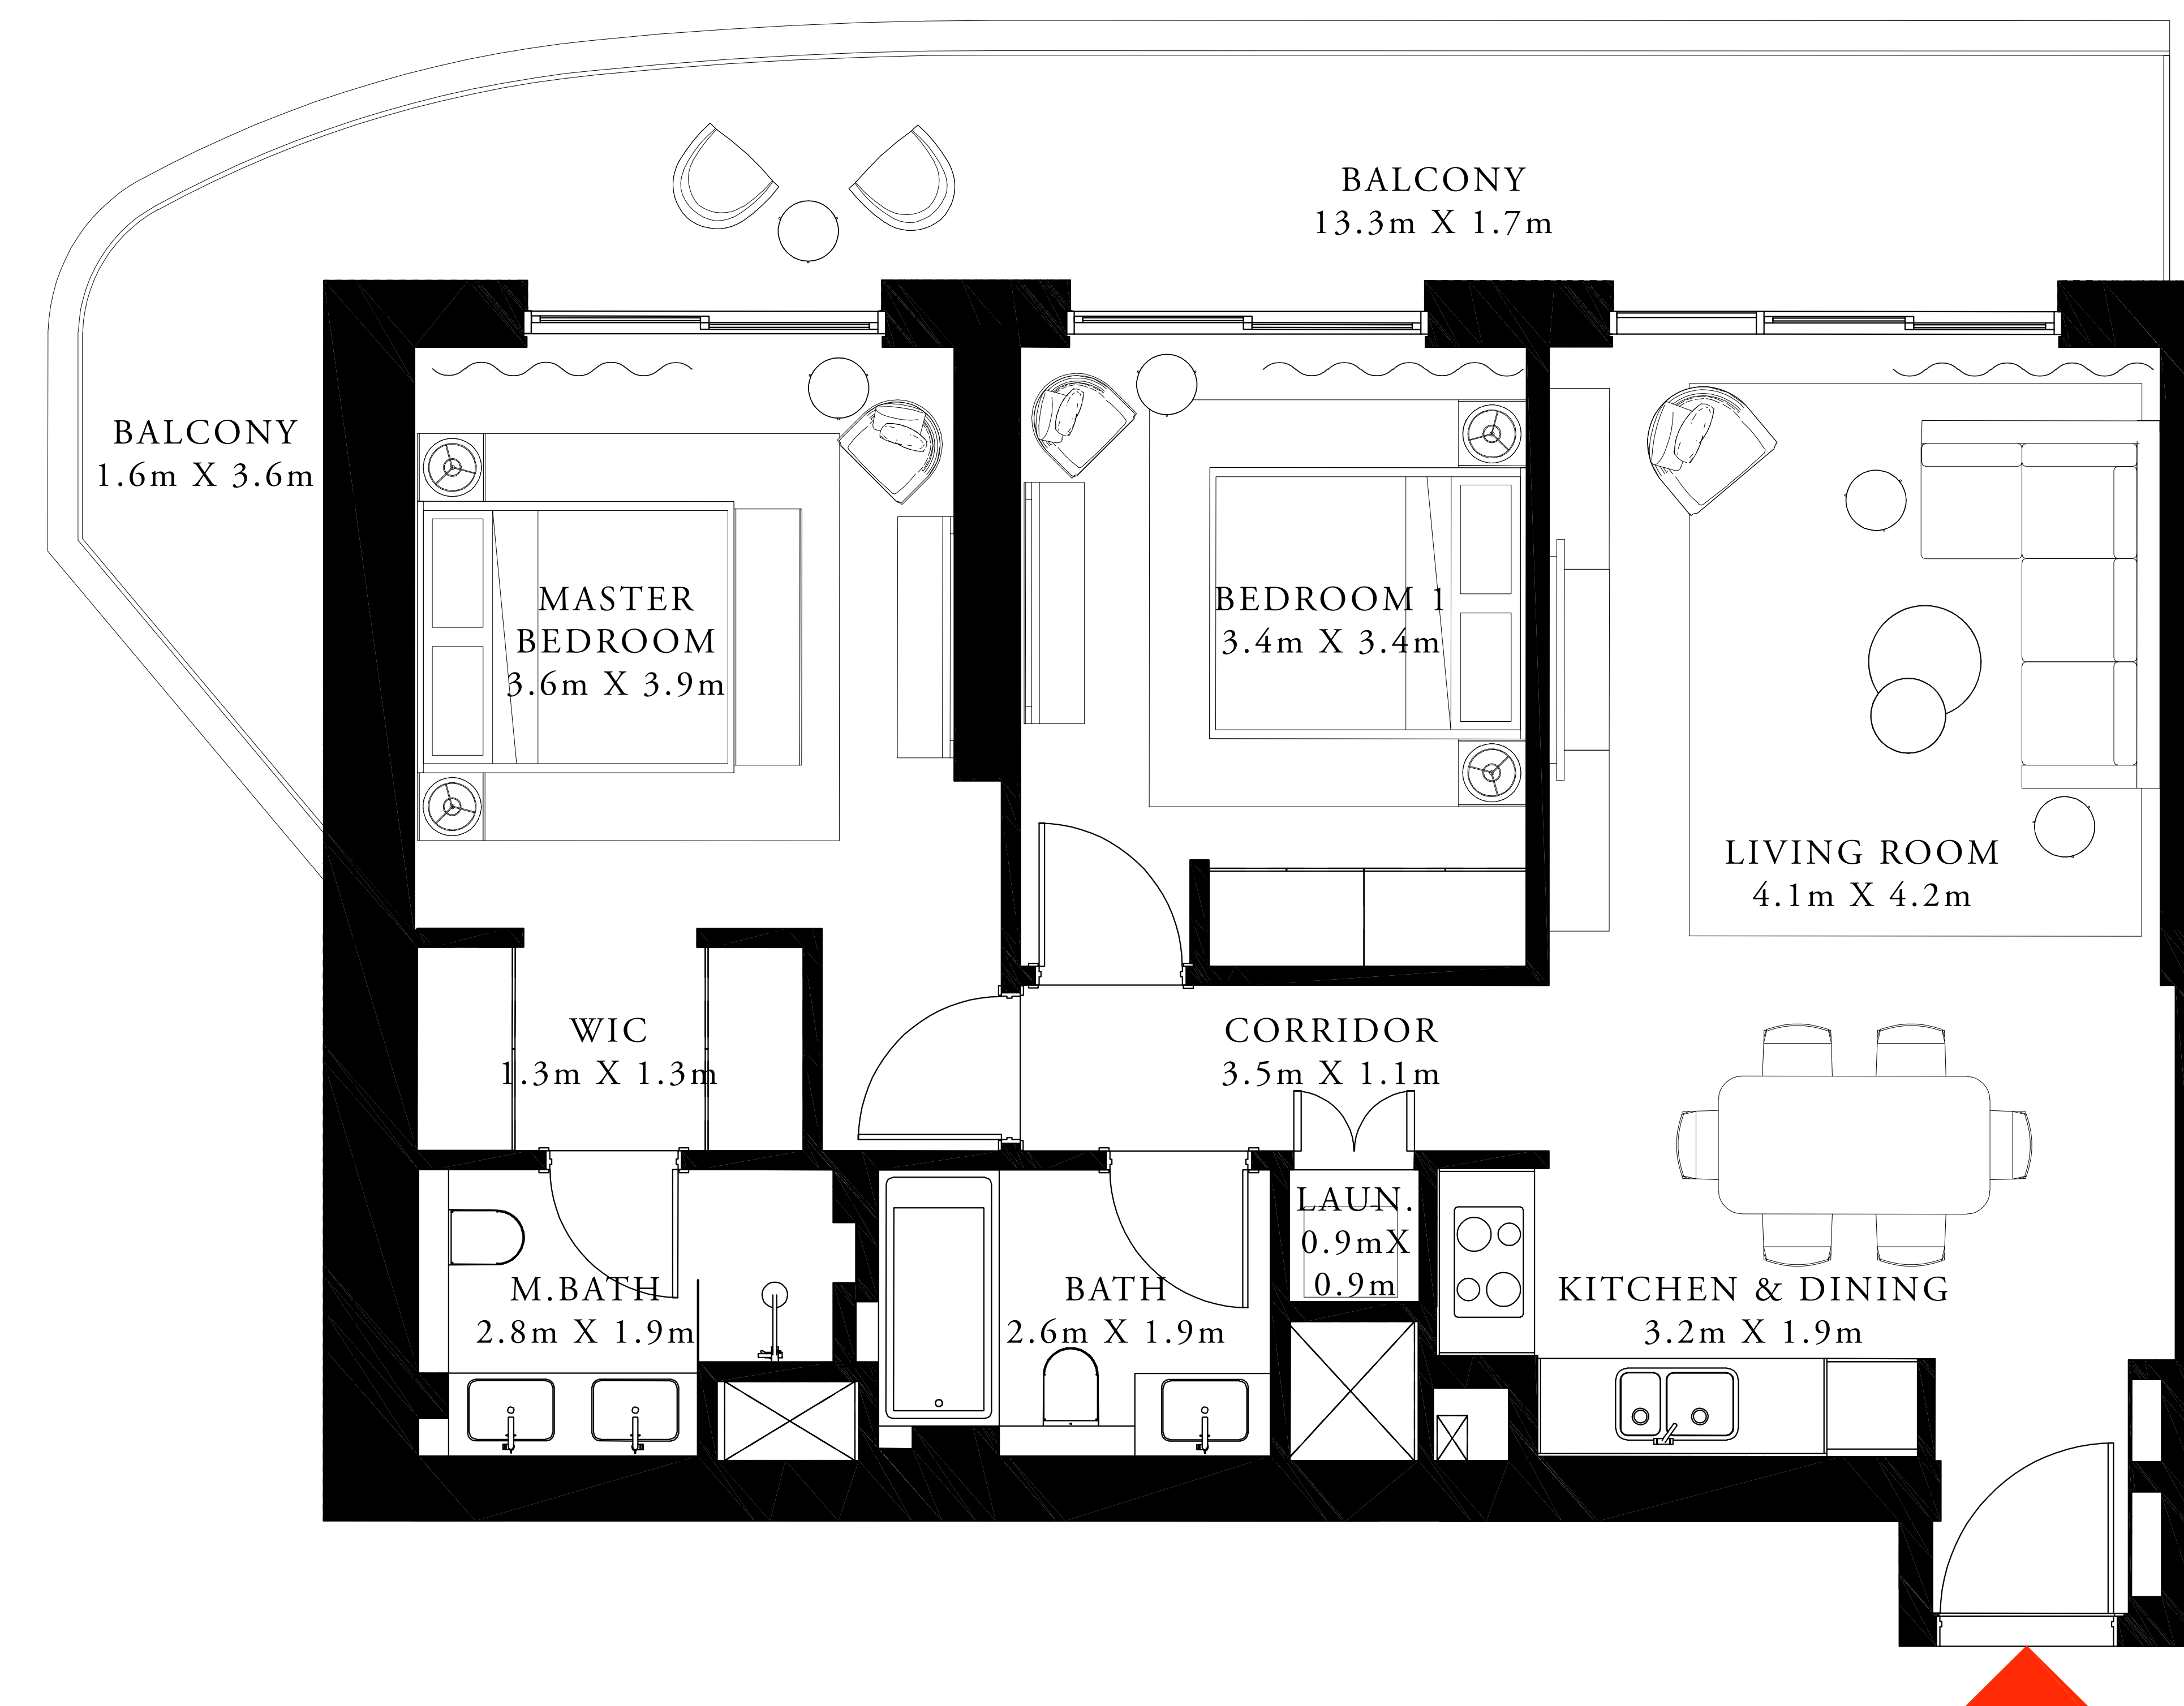 BALCONY
13.3m X 1.7m
BALCONY
1.6m X 3.6m
MASTER
BEDROOM
3.6m X 3.9m
BEDROOM 1
3.4m X 3.4m
LIVING ROOM
4.1m X 4.2m
WIC
1.3m X 1.3m
CORRIDOR
3.5m X 1.1m
M.BATH
2.8m X 1.9m
BATH
2.6m X 1.9m
LAUN.
0.9mX
0.9m
KITCHEN & DINING
3.2m X 1.9m